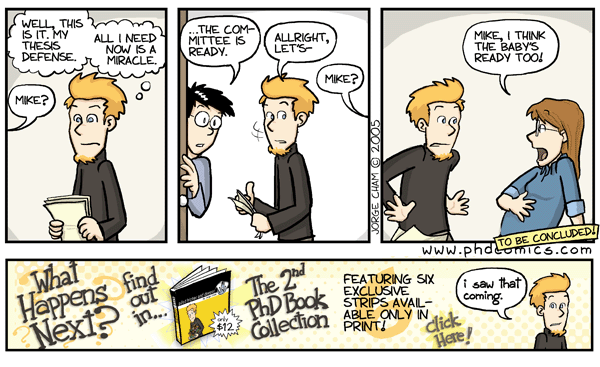 WELL, THIS
IS IT. MY
THESIS
DEFENSE.
ALL I NEED
NOW IS A
MIRACLE.
MIKE?
...THE COM-
MITTEE IS
READY.
ALLRIGHT,
LET'S-
MIKE?
MIKE, I THINK
THE BABY'S
READY TOO!
JORGE CHAM © 2005
TO BE CONCLUDED!
www.phdcomics.com
What
Happens
Next?
find
out
in...
only
$12
The 2nd
PhD Book
Collection
FEATURING SIX
EXCLUSIVE
STRIPS AVAIL-
ABLE ONLY IN
PRINT!
Click
Here!
i saw that
coming.